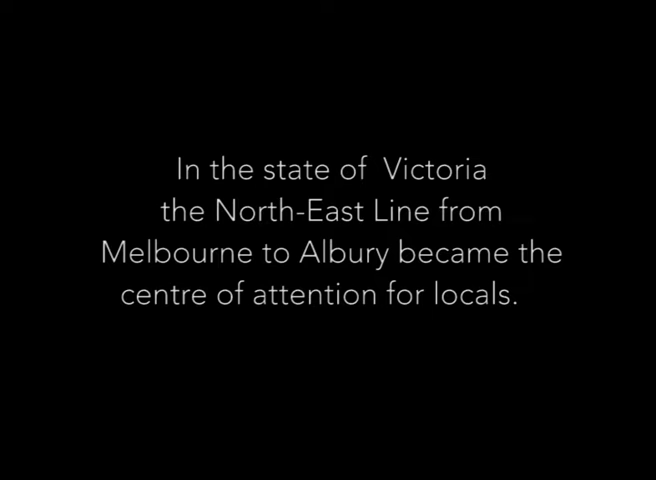 In the state of Victoria
the North-East Line from
Melbourne to Albury became the
centre of attention for locals.